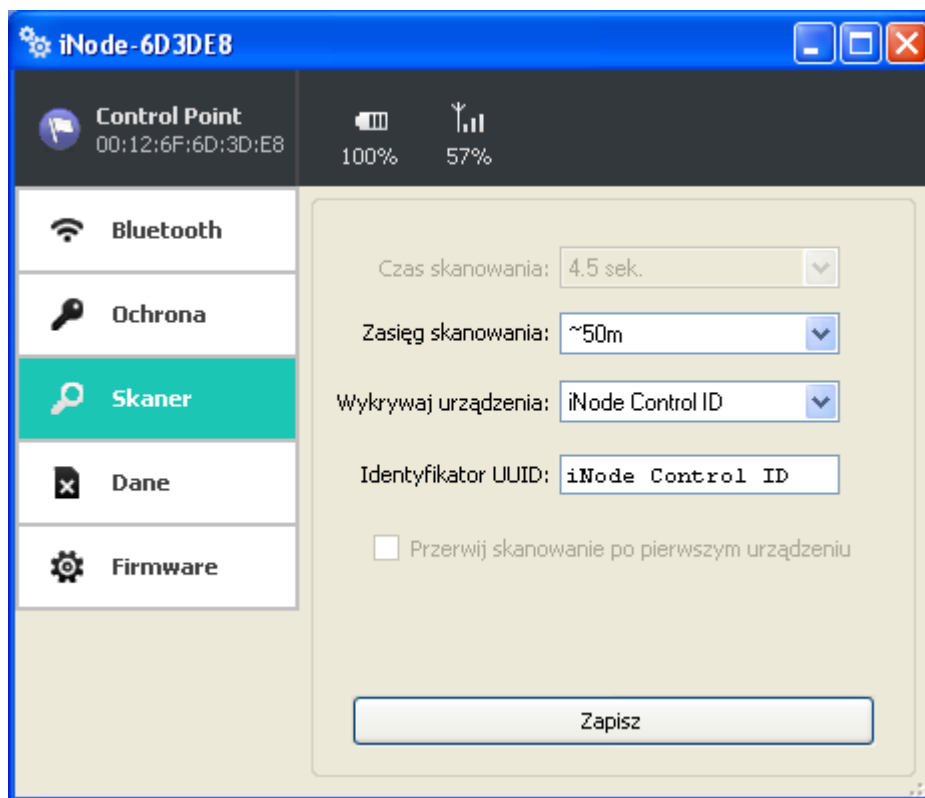 iNode-6D3DE8
Control Point
00:12:6F:6D:3D:E8
100%
57%
Bluetooth
Ochrona
Skaner
Dane
Firmware
Czas skanowania: 4.5 sek.
Zasięg skanowania: ~50m
Wykrywaj urządzenia: iNode Control ID
Identyfikator UUID: iNode Control ID
Przerwij skanowanie po pierwszym urządzeniu
Zapisz